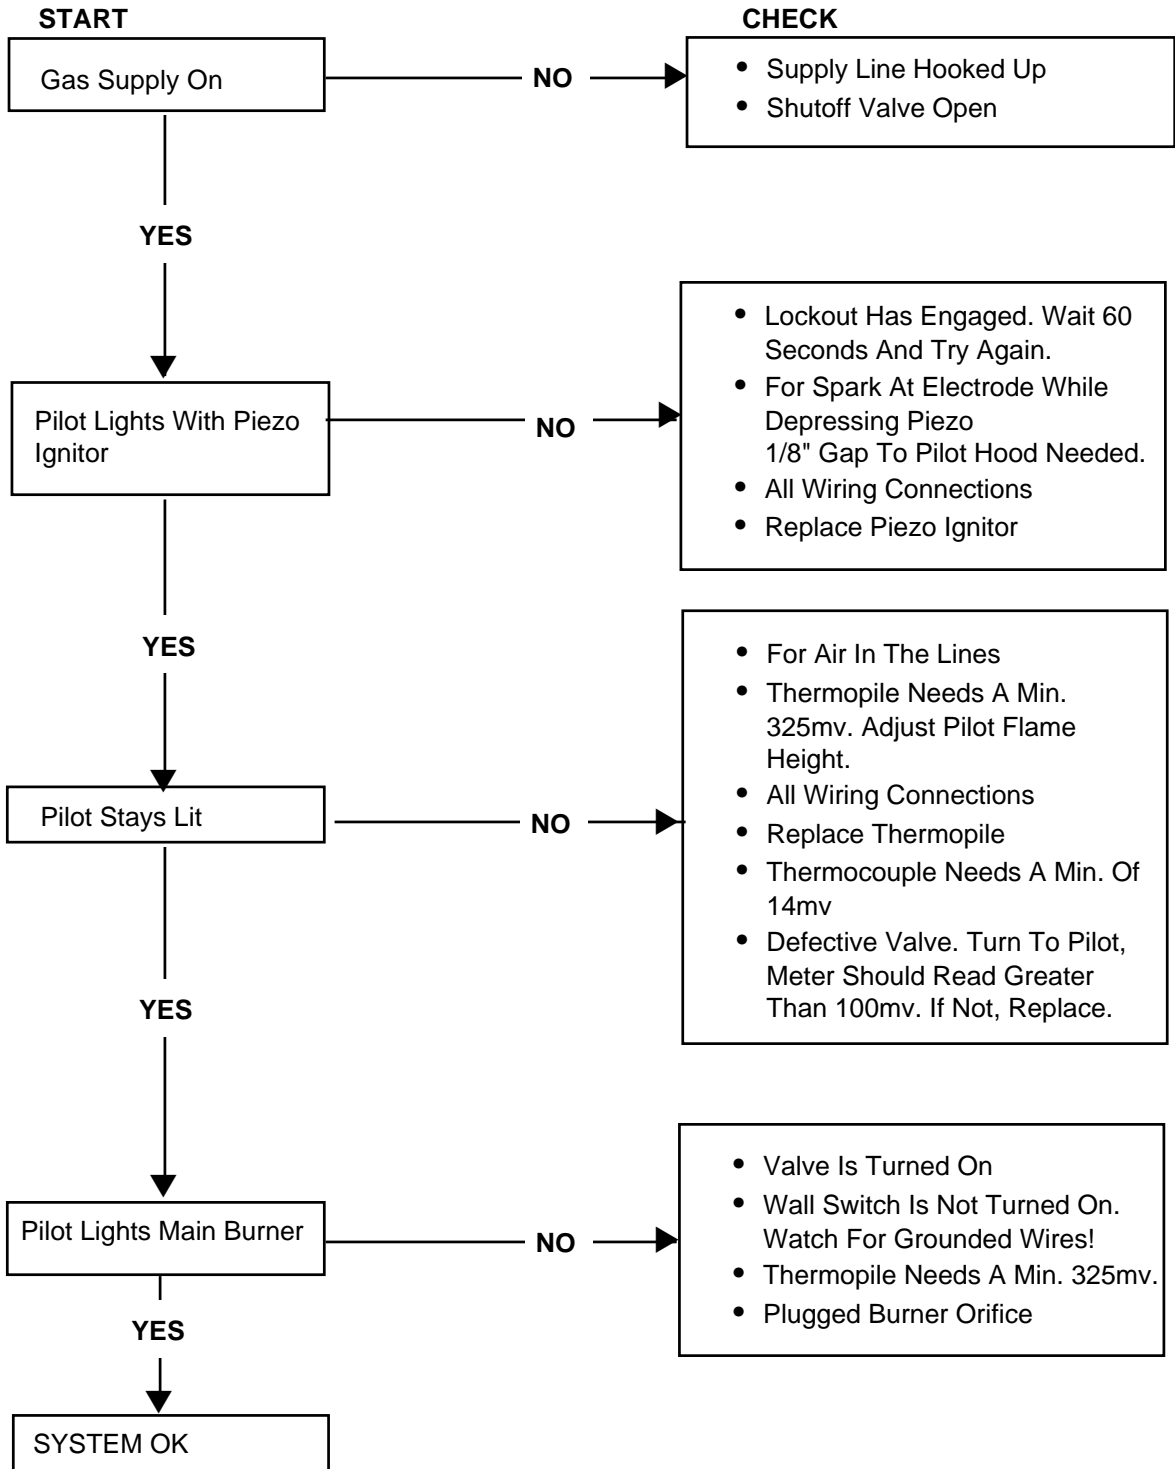 START
CHECK
Gas Supply On
NO
• Supply Line Hooked Up
• Shutoff Valve Open
YES
Pilot Lights With Piezo
Ignitor
NO
• Lockout Has Engaged. Wait 60
Seconds And Try Again.
• For Spark At Electrode While
Depressing Piezo
1/8" Gap To Pilot Hood Needed.
• All Wiring Connections
• Replace Piezo Ignitor
YES
Pilot Stays Lit
NO
• For Air In The Lines
• Thermopile Needs A Min.
325mv. Adjust Pilot Flame
Height.
• All Wiring Connections
• Replace Thermopile
• Thermocouple Needs A Min. Of
14mv
• Defective Valve. Turn To Pilot,
Meter Should Read Greater
Than 100mv. If Not, Replace.
YES
Pilot Lights Main Burner
NO
• Valve Is Turned On
• Wall Switch Is Not Turned On.
Watch For Grounded Wires!
• Thermopile Needs A Min. 325mv.
• Plugged Burner Orifice
YES
SYSTEM OK